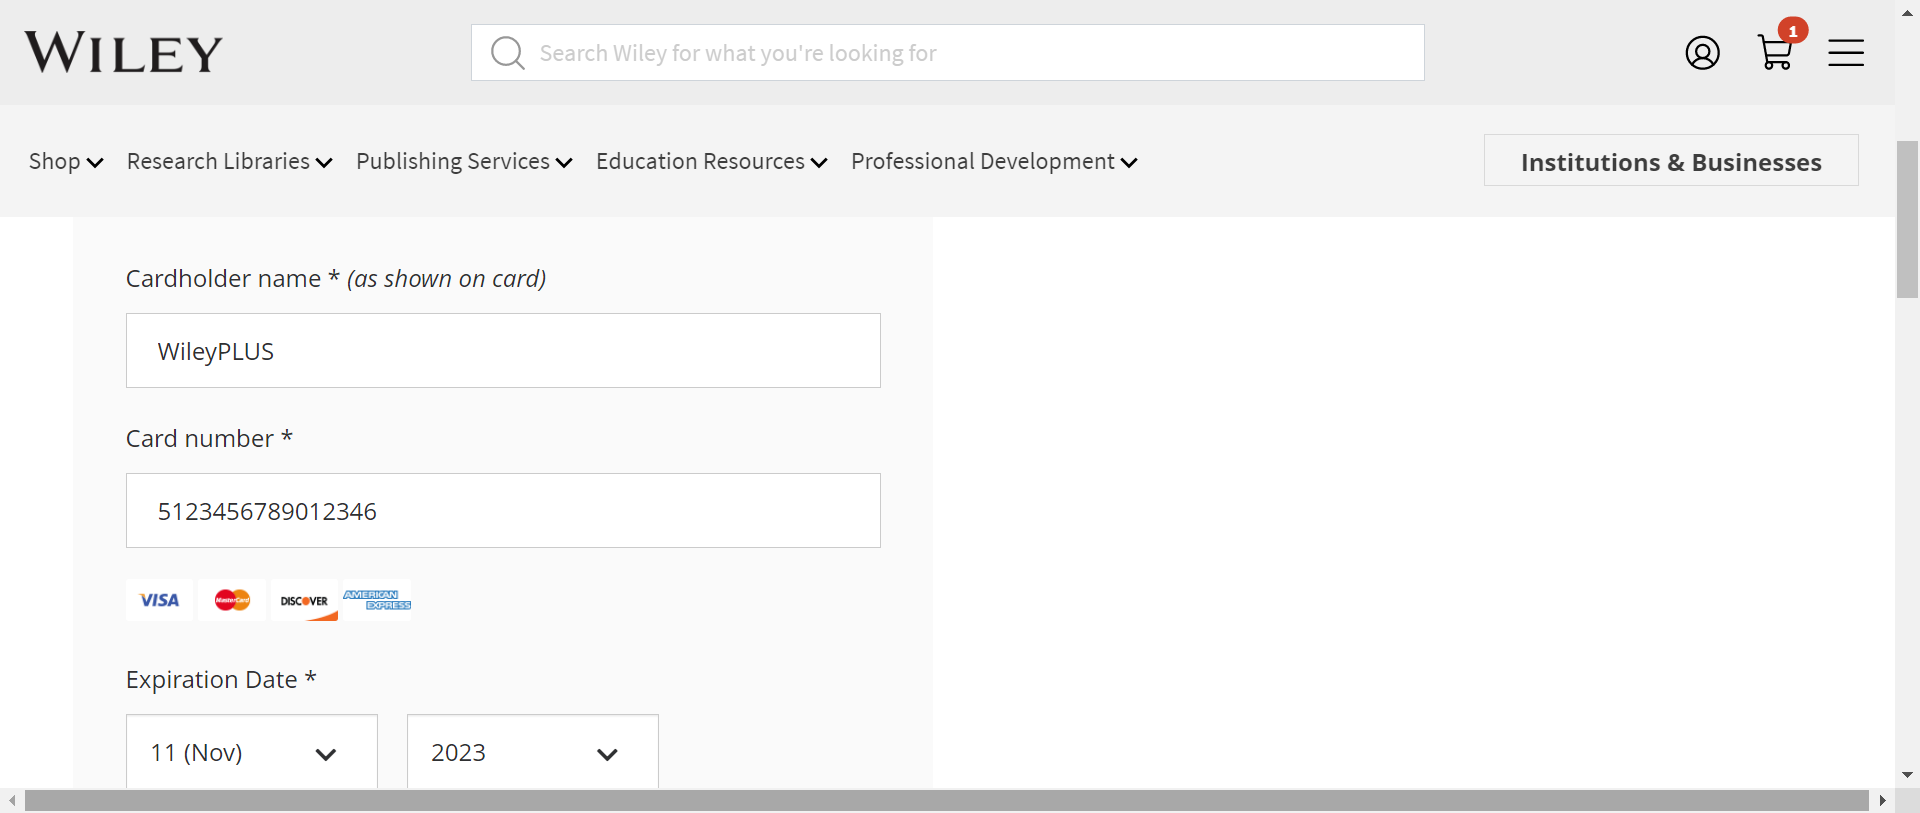 WILEY
Search Wiley for what you're looking for
1
Shop Research Libraries Publishing Services Education Resources Professional Development Institutions & Businesses
Cardholder name * (as shown on card)
WileyPLUS
Card number *
5123456789012346
VISA MasterCard DISCOVER AMERICAN EXPRESS
Expiration Date *
11 (Nov) 2023